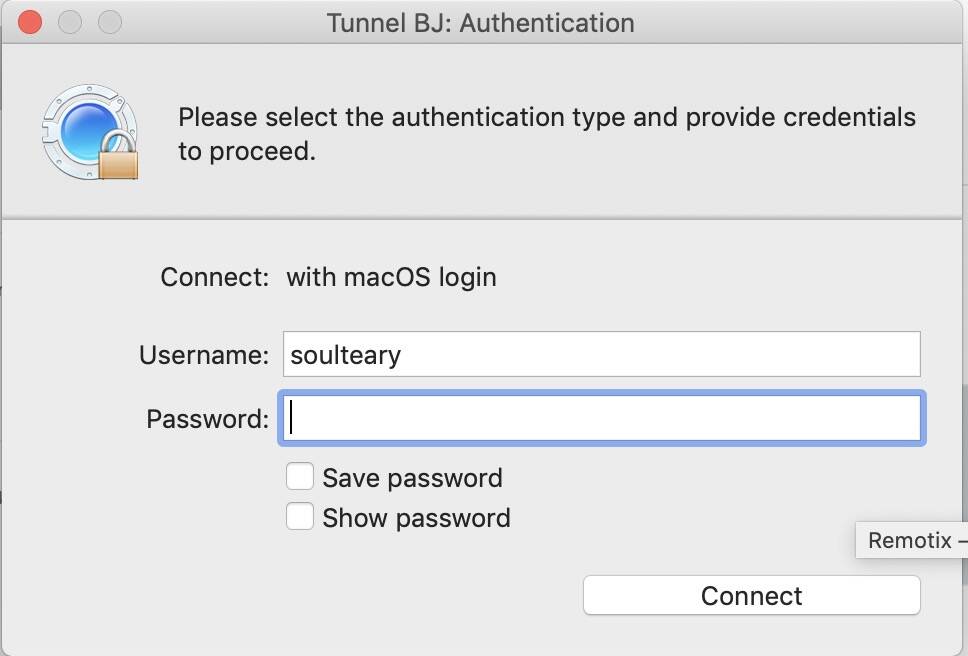 Tunnel BJ: Authentication
Please select the authentication type and provide credentials
to proceed.
Connect: with macOS login
Username: soulteary
Password:
Save password
Show password
Remotix –
Connect